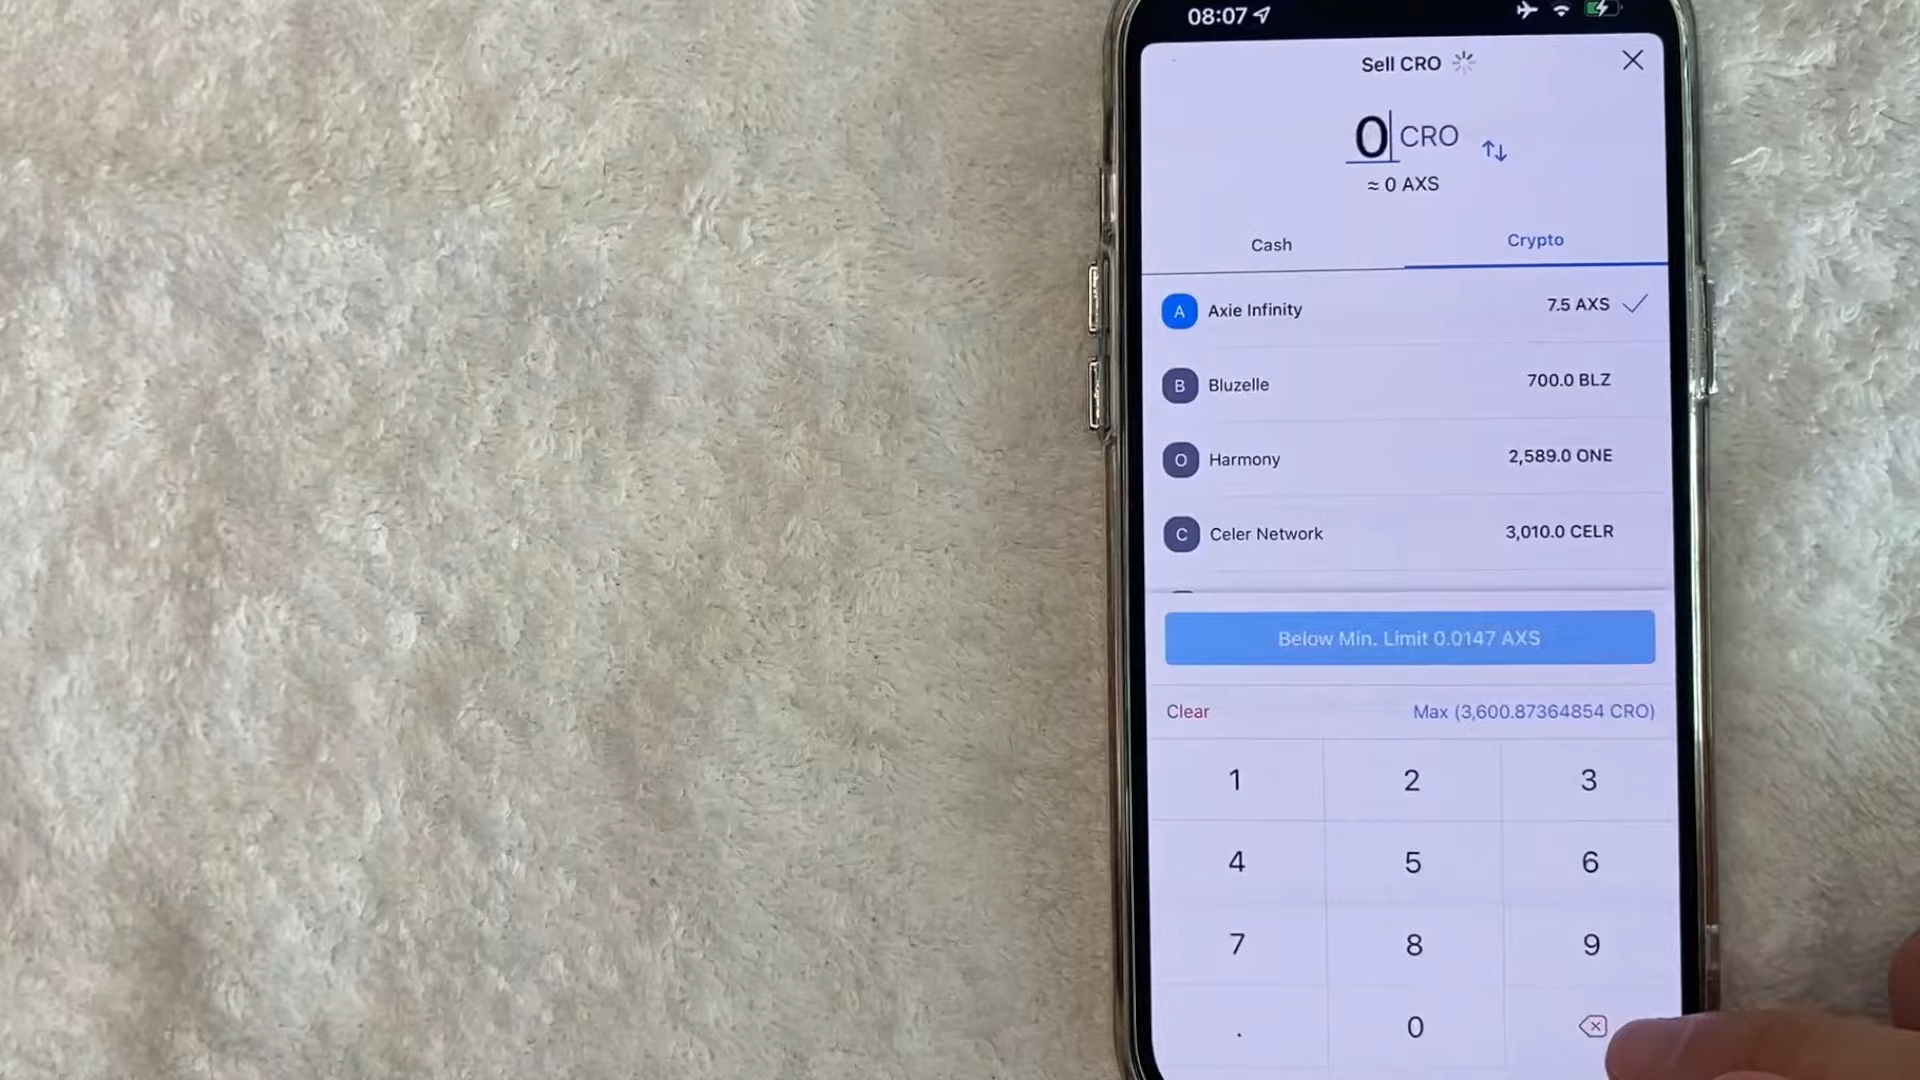 08:07
Sell CRO
0 CRO
≈ 0 AXS
Cash Crypto
A Axie Infinity 7.5 AXS
B Bluzelle 700.0 BLZ
O Harmony 2,589.0 ONE
C Celer Network 3,010.0 CELR
Below Min. Limit 0.0147 AXS
Clear Max (3,600.87364854 CRO)
1 2 3
4 5 6
7 8 9
. 0